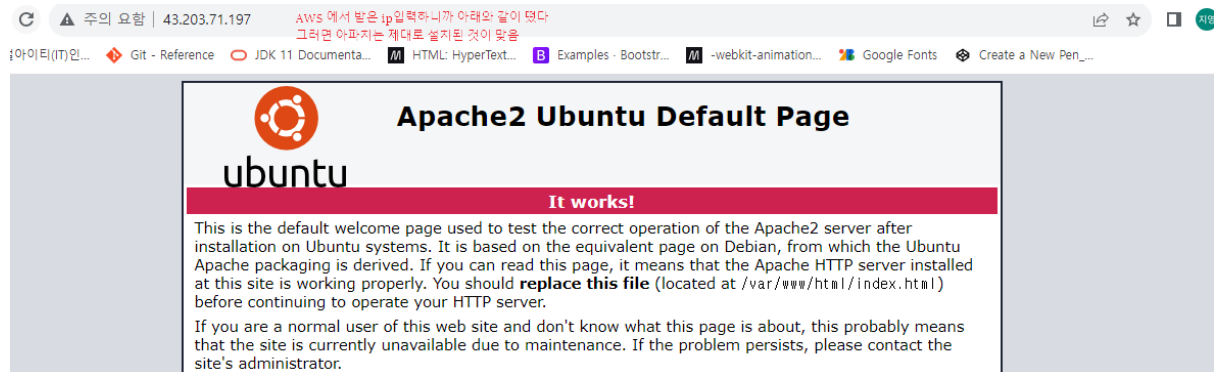 주의 요함 | 43.203.71.197
AWS 에서 받은 ip입력하니까 아래와 같이 떴다
그러면 아파치는 제대로 설치된 것이 맞음
지영
아이티(IT)인... Git - Reference JDK 11 Documenta... HTML: HyperText... Examples · Bootstr... -webkit-animation... Google Fonts Create a New Pen_...
ubuntu
Apache2 Ubuntu Default Page
It works!
This is the default welcome page used to test the correct operation of the Apache2 server after
installation on Ubuntu systems. It is based on the equivalent page on Debian, from which the Ubuntu
Apache packaging is derived. If you can read this page, it means that the Apache HTTP server installed
at this site is working properly. You should replace this file (located at /var/www/html/index.html)
before continuing to operate your HTTP server.
If you are a normal user of this web site and don't know what this page is about, this probably means
that the site is currently unavailable due to maintenance. If the problem persists, please contact the
site's administrator.